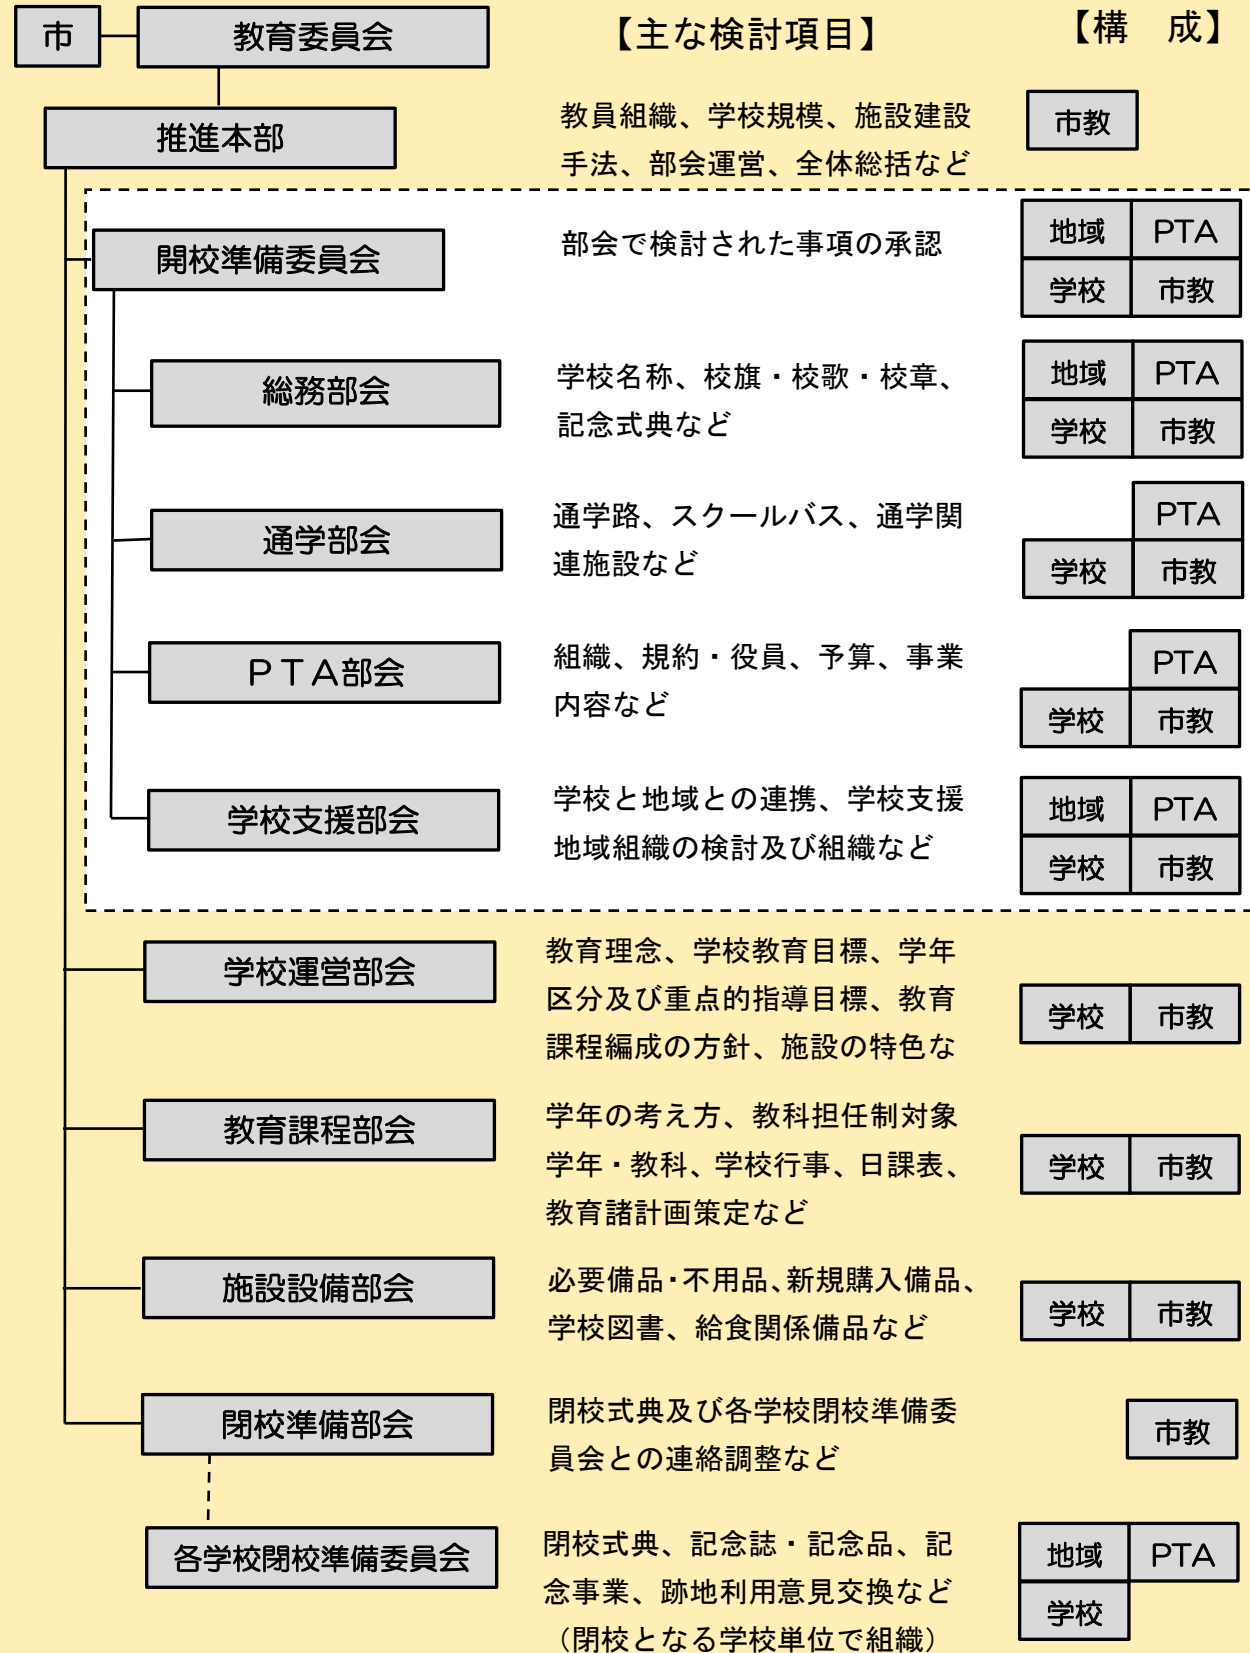 市
教育委員会
【主な検討項目】
【構　成】
推進本部
教員組織、学校規模、施設建設
手法、部会運営、全体総括など
市教
開校準備委員会
部会で検討された事項の承認
地域 PTA
学校 市教
総務部会
学校名称、校旗・校歌・校章、
記念式典など
地域 PTA
学校 市教
通学部会
通学路、スクールバス、通学関
連施設など
PTA
学校 市教
ＰＴＡ部会
組織、規約・役員、予算、事業
内容など
PTA
学校 市教
学校支援部会
学校と地域との連携、学校支援
地域組織の検討及び組織など
地域 PTA
学校 市教
学校運営部会
教育理念、学校教育目標、学年
区分及び重点的指導目標、教育
課程編成の方針、施設の特色な
学校 市教
教育課程部会
学年の考え方、教科担任制対象
学年・教科、学校行事、日課表、
教育諸計画策定など
学校 市教
施設設備部会
必要備品・不用品、新規購入備品、
学校図書、給食関係備品など
学校 市教
閉校準備部会
閉校式典及び各学校閉校準備委
員会との連絡調整など
市教
各学校閉校準備委員会
閉校式典、記念誌・記念品、記
念事業、跡地利用意見交換など
（閉校となる学校単位で組織）
地域 PTA
学校